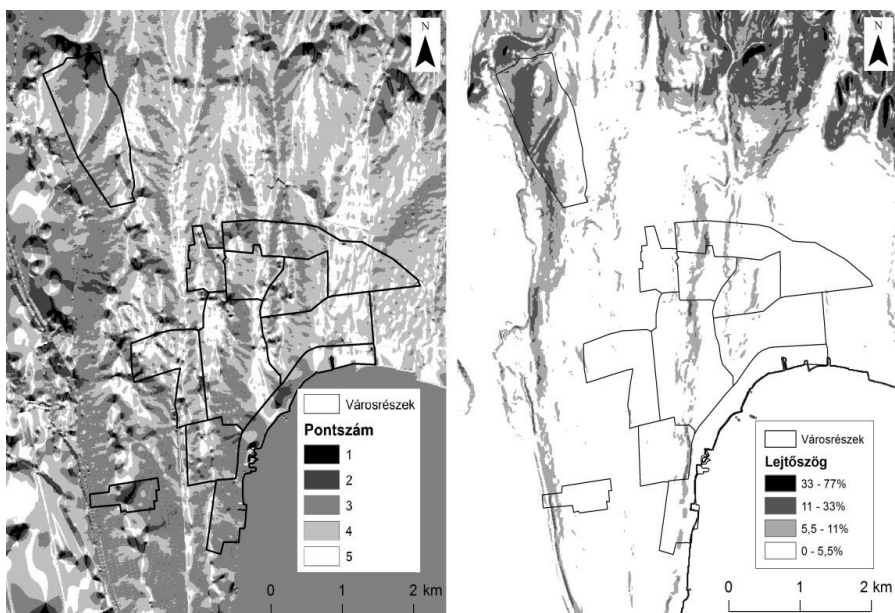 N
Városrészek
Pontszám
1
2
3
4
5
0 1 2 km
N
Városrészek
Lejtőszög
33 - 77%
11 - 33%
5,5 - 11%
0 - 5,5%
0 1 2 km